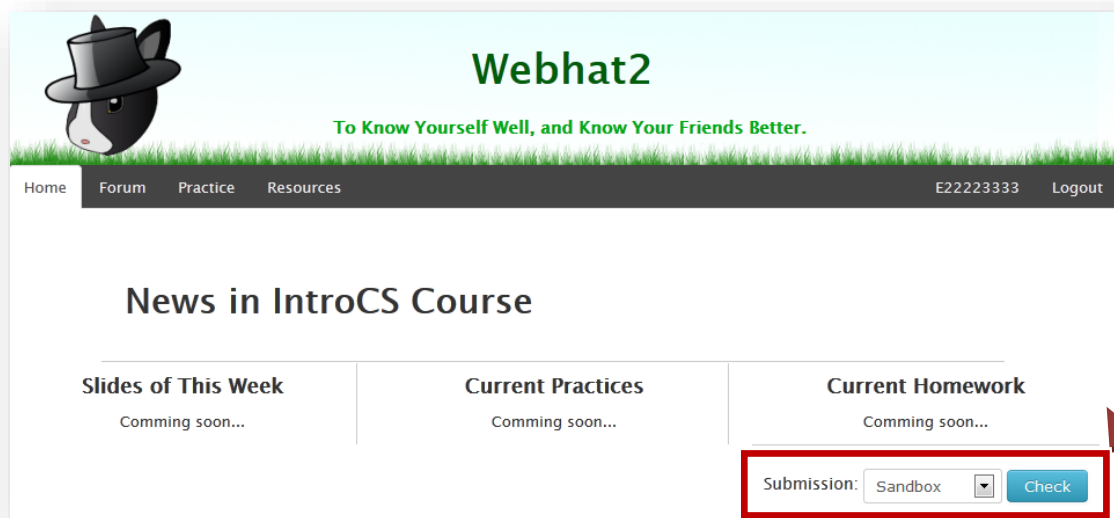 Webhat2
To Know Yourself Well, and Know Your Friends Better.
Home Forum Practice Resources E22223333 Logout
News in IntroCS Course
Slides of This Week Current Practices Current Homework
Comming soon... Comming soon... Comming soon...
Submission: Sandbox Check